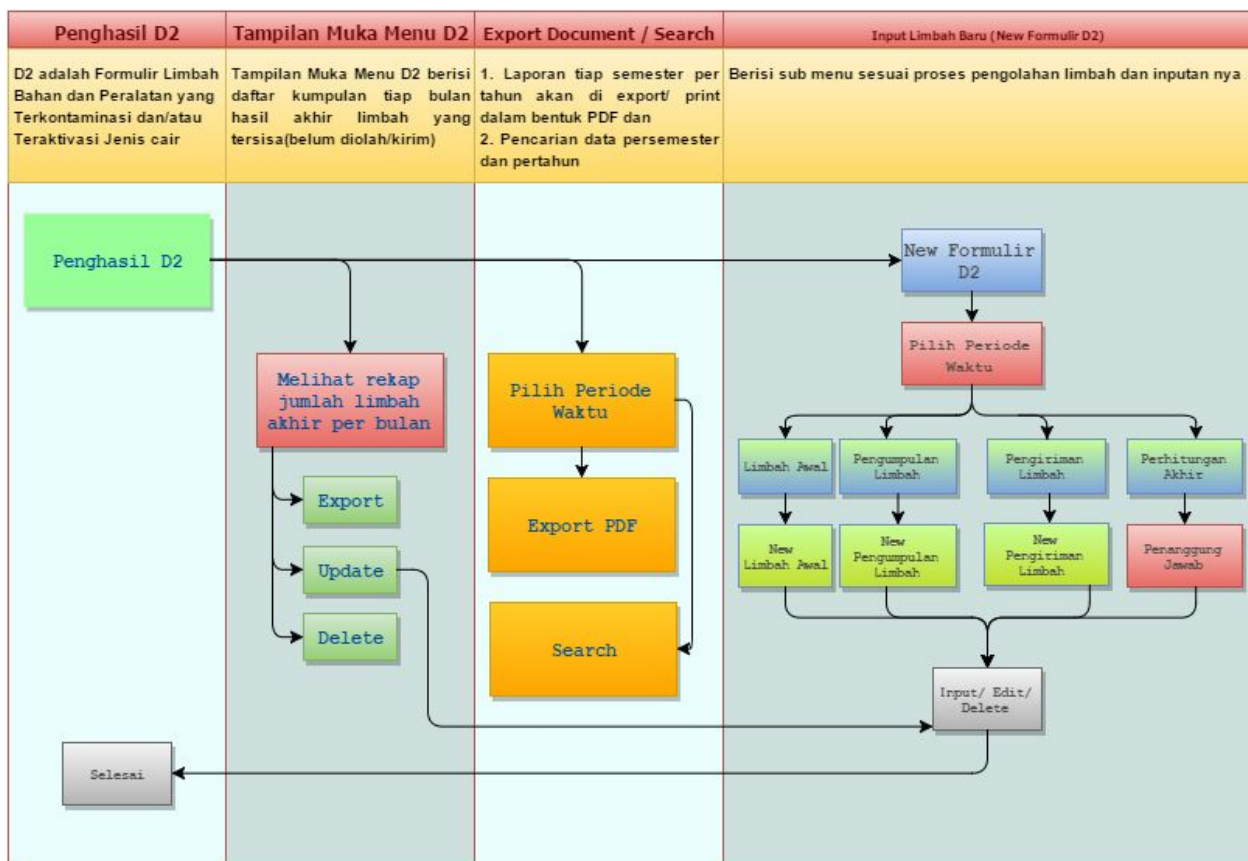 Penghasil D2
Tampilan Muka Menu D2
Export Document / Search
Input Limbah Baru (New Formulir D2)
D2 adalah Formulir Limbah
Bahan dan Peralatan yang
Terkontaminasi dan/atau
Teraktivasi Jenis cair
Tampilan Muka Menu D2 berisi
daftar kumpulan tiap bulan
hasil akhir limbah yang
tersisa(belum diolah/kirim)
1. Laporan tiap semester per
tahun akan di export/ print
dalam bentuk PDF dan
2. Pencarian data persemester
dan pertahun
Berisi sub menu sesuai proses pengolahan limbah dan inputan nya
Penghasil D2
New Formulir
D2
Pilih Periode
Waktu
Melihat rekap
jumlah limbah
akhir per bulan
Pilih Periode
Waktu
Limbah Awal
Pengumpulan
Limbah
Pengiriman
Limbah
Perhitungan
Akhir
Export
Export PDF
New
Limbah Awal
New
Pengumpulan
Limbah
New
Pengiriman
Limbah
Penanggung
Jawab
Update
Delete
Search
Input/ Edit/
Delete
Selesai